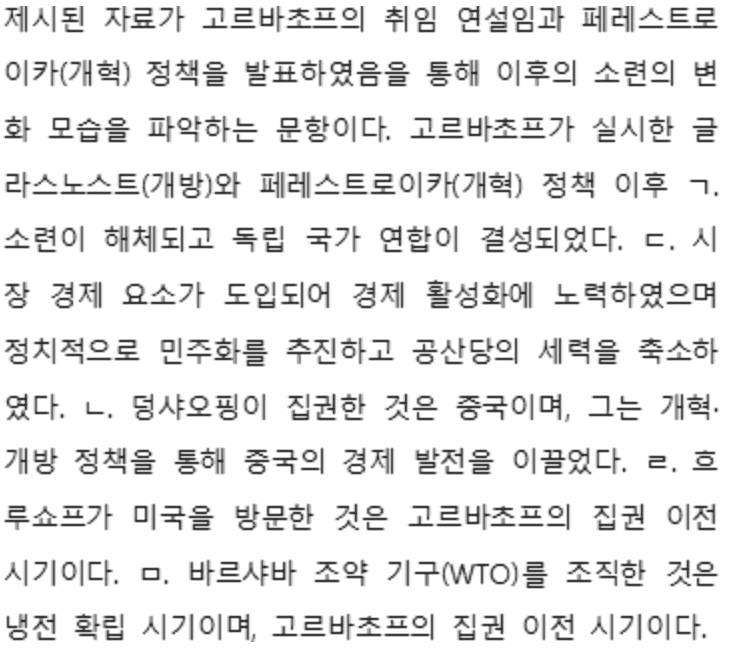 제시된 자료가 고르바초프의 취임 연설임과 페레스트로
이카(개혁) 정책을 발표하였음을 통해 이후의 소련의 변
화 모습을 파악하는 문항이다. 고르바초프가 실시한 글
라스노스트(개방)와 페레스트로이카(개혁) 정책 이후 ㄱ.
소련이 해체되고 독립 국가 연합이 결성되었다. ㄷ. 시
장 경제 요소가 도입되어 경제 활성화에 노력하였으며
정치적으로 민주화를 추진하고 공산당의 세력을 축소하
였다. ㄴ. 덩샤오핑이 집권한 것은 중국이며, 그는 개혁·
개방 정책을 통해 중국의 경제 발전을 이끌었다. ㄹ. 흐
루쇼프가 미국을 방문한 것은 고르바초프의 집권 이전
시기이다. ㅁ. 바르샤바 조약 기구(WTO)를 조직한 것은
냉전 확립 시기이며, 고르바초프의 집권 이전 시기이다.